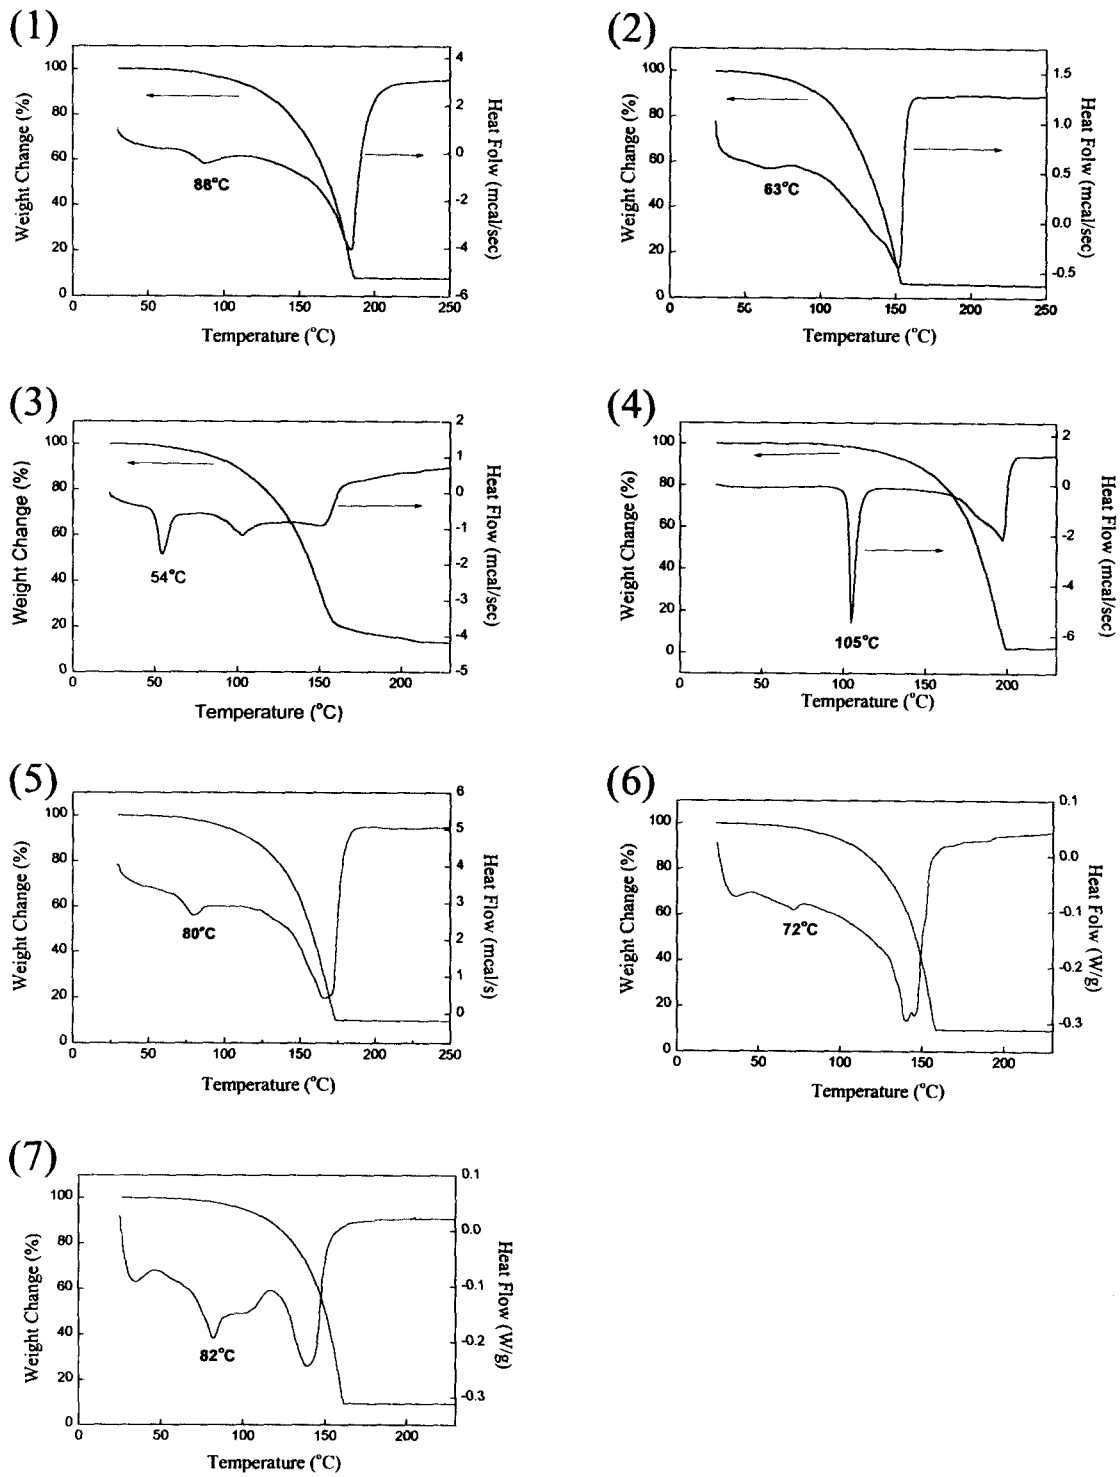 (1)
Weight Change (%)
100
80
60
40
20
0
88°C
4
2
0
-2
-4
-6
Heat Folw (mcal/sec)
0 50 100 150 200 250
Temperature (°C)
(2)
Weight Change (%)
100
80
60
40
20
0
63°C
1.5
1.0
0.5
0.0
-0.5
Heat Folw (mcal/sec)
0 50 100 150 200 250
Temperature (°C)
(3)
Weight Change (%)
100
80
60
40
20
0
54°C
2
1
0
-1
-2
-3
-4
-5
Heat Flow (mcal/sec)
0 50 100 150 200
Temperature (°C)
(4)
Weight Change (%)
100
80
60
40
20
0
105°C
2
0
-2
-4
-6
Heat Flow (mcal/sec)
0 50 100 150 200
Temperature (°C)
(5)
Weight Change (%)
100
80
60
40
20
0
80°C
6
5
4
3
2
1
0
Heat Flow (mcal/s)
0 50 100 150 200 250
Temperature (°C)
(6)
Weight Change (%)
100
80
60
40
20
0
72°C
0.1
0.0
-0.1
-0.2
-0.3
Heat Folw (W/g)
0 50 100 150 200
Temperature (°C)
(7)
Weight Change (%)
100
80
60
40
20
0
82°C
0.1
0.0
-0.1
-0.2
-0.3
Heat Flow (W/g)
0 50 100 150 200
Temperature (°C)